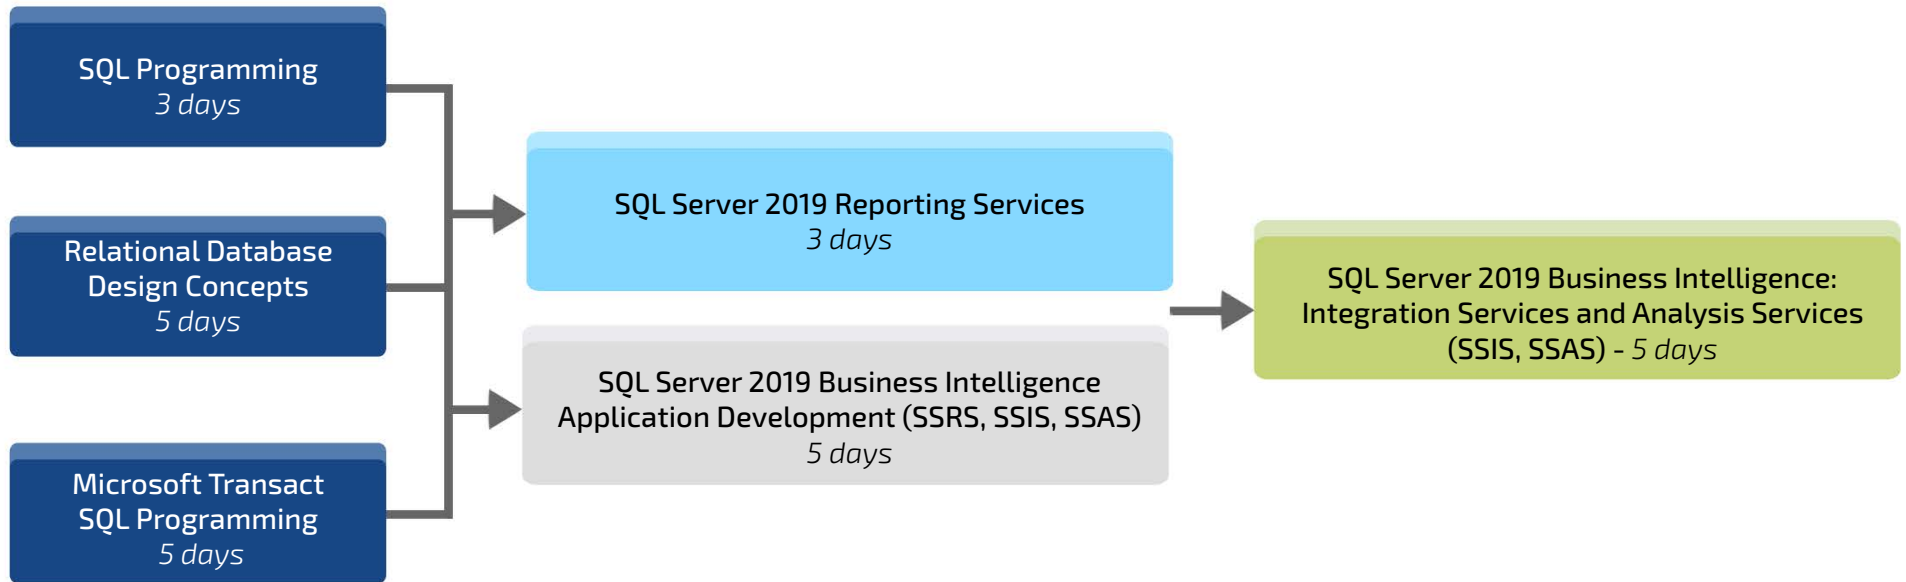 SQL Programming
3 days
Relational Database
Design Concepts
5 days
Microsoft Transact
SQL Programming
5 days
SQL Server 2019 Reporting Services
3 days
SQL Server 2019 Business Intelligence
Application Development (SSRS, SSIS, SSAS)
5 days
SQL Server 2019 Business Intelligence:
Integration Services and Analysis Services
(SSIS, SSAS) - 5 days